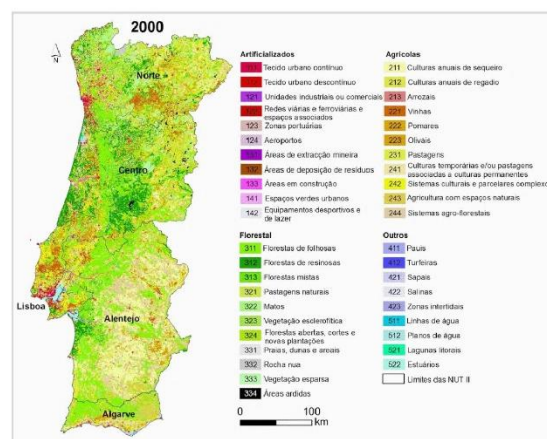 2000
N
Norte
Centro
Lisboa
Alentejo
Algarve
Artificializados
Tecido urbano contínuo
Tecido urbano descontínuo
121 Unidades industriais ou comerciais
Redes viárias e ferroviárias e
espaços associados
123 Zonas portuárias
124 Aeroportos
131 Áreas de extracção mineira
132 Áreas de deposição de resíduos
133 Áreas em construção
141 Espaços verdes urbanos
142 Equipamentos desportivos e
de lazer
Florestal
311 Florestas de folhosas
312 Florestas de resinosas
313 Florestas mistas
321 Pastagens naturais
322 Matos
323 Vegetação esclerofítica
324 Florestas abertas, cortes e
novas plantações
331 Praias, dunas e areais
332 Rocha nua
333 Vegetação esparsa
334 Áreas ardidas
Agrícolas
211 Culturas anuais de sequeiro
212 Culturas anuais de regadio
213 Arrozais
221 Vinhas
222 Pomares
223 Olivais
231 Pastagens
241 Culturas temporárias e/ou pastagens
associadas a culturas permanentes
242 Sistemas culturais e parcelares complexo
243 Agricultura com espaços naturais
244 Sistemas agro-florestais
Outros
411 Pauis
412 Turfeiras
421 Sapais
422 Salinas
423 Zonas intertidais
511 Linhas de água
512 Planos de água
521 Lagunas litorais
522 Estuários
Limites das NUT II
0 100
km